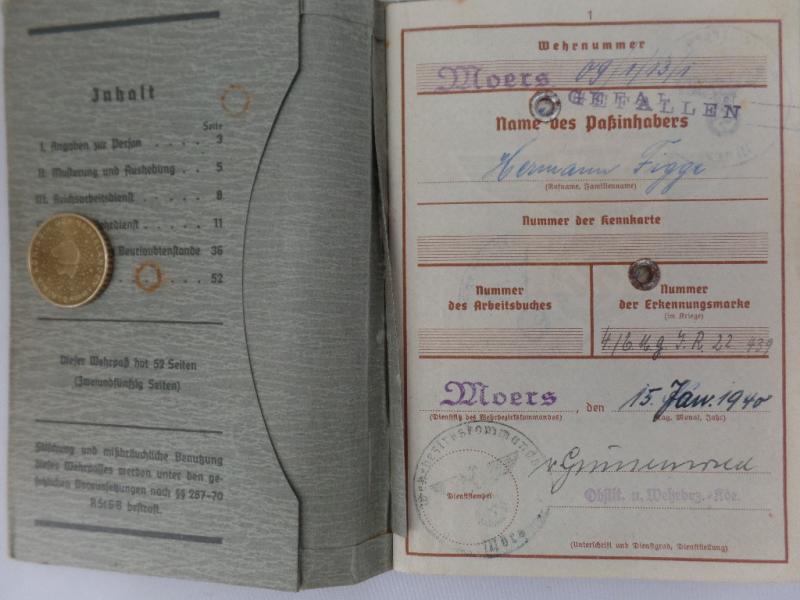 Inhalt
Seite
I. Angaben zur Person . . . . . 3
II. Musterung und Aushebung . . 5
III. Reichsarbeitsdienst . . . . 8
11
Beurlaubtenstande 36
. . . . 52
Dieser Wehrpaß hat 52 Seiten
(Zweiundfünfzig Seiten)
Fälschung und mißbräuchliche Benutzung
dieses Wehrpasses werden unter den ge-
setzlichen Voraussetzungen nach §§ 267-70
RStGB bestraft.
1
Wehrnummer
Moers 09/1/13/1
GEFALLEN
Name des Paßinhabers
Hermann Figge
(Rufname, Familienname)
Nummer der Kennkarte
Nummer
des Arbeitsbuches
Nummer
der Erkennungsmarke
(im Kriege)
I.R. 22 439
Moers, den 15. Jan. 1940
(Dienstsitz des Wehrbezirkskommandos) (Tag, Monat, Jahr)
Dienststempel
Obstlt. u. Wehrbez.-Kdr.
(Unterschrift und Dienstgrad, Dienststellung)